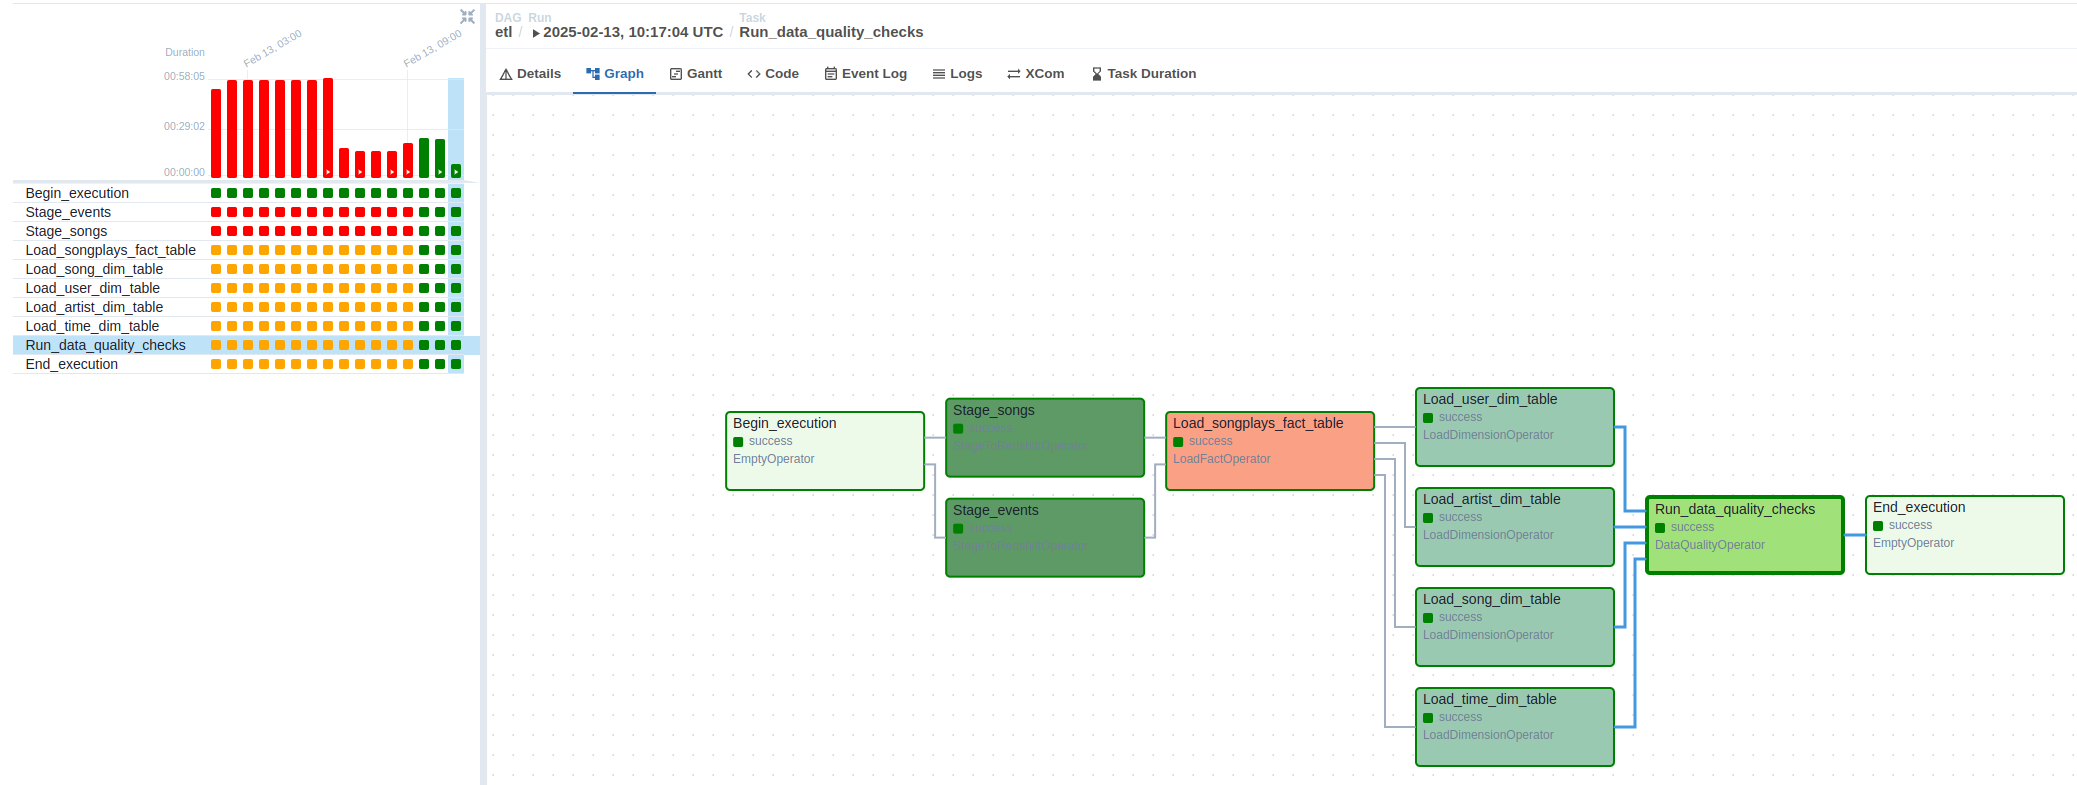 Feb 13, 03:00
Feb 13, 09:00
Duration
00:58:05
00:29:02
00:00:00
Begin_execution
Stage_events
Stage_songs
Load_songplays_fact_table
Load_song_dim_table
Load_user_dim_table
Load_artist_dim_table
Load_time_dim_table
Run_data_quality_checks
End_execution
DAG Run Task
etl / 2025-02-13, 10:17:04 UTC / Run_data_quality_checks
Details Graph Gantt Code Event Log Logs XCom Task Duration
Begin_execution
success
EmptyOperator
Stage_songs
success
Stage_events
success
Load_songplays_fact_table
success
LoadFactOperator
Load_user_dim_table
success
LoadDimensionOperator
Load_artist_dim_table
success
LoadDimensionOperator
Load_song_dim_table
success
LoadDimensionOperator
Load_time_dim_table
success
LoadDimensionOperator
Run_data_quality_checks
success
DataQualityOperator
End_execution
success
EmptyOperator